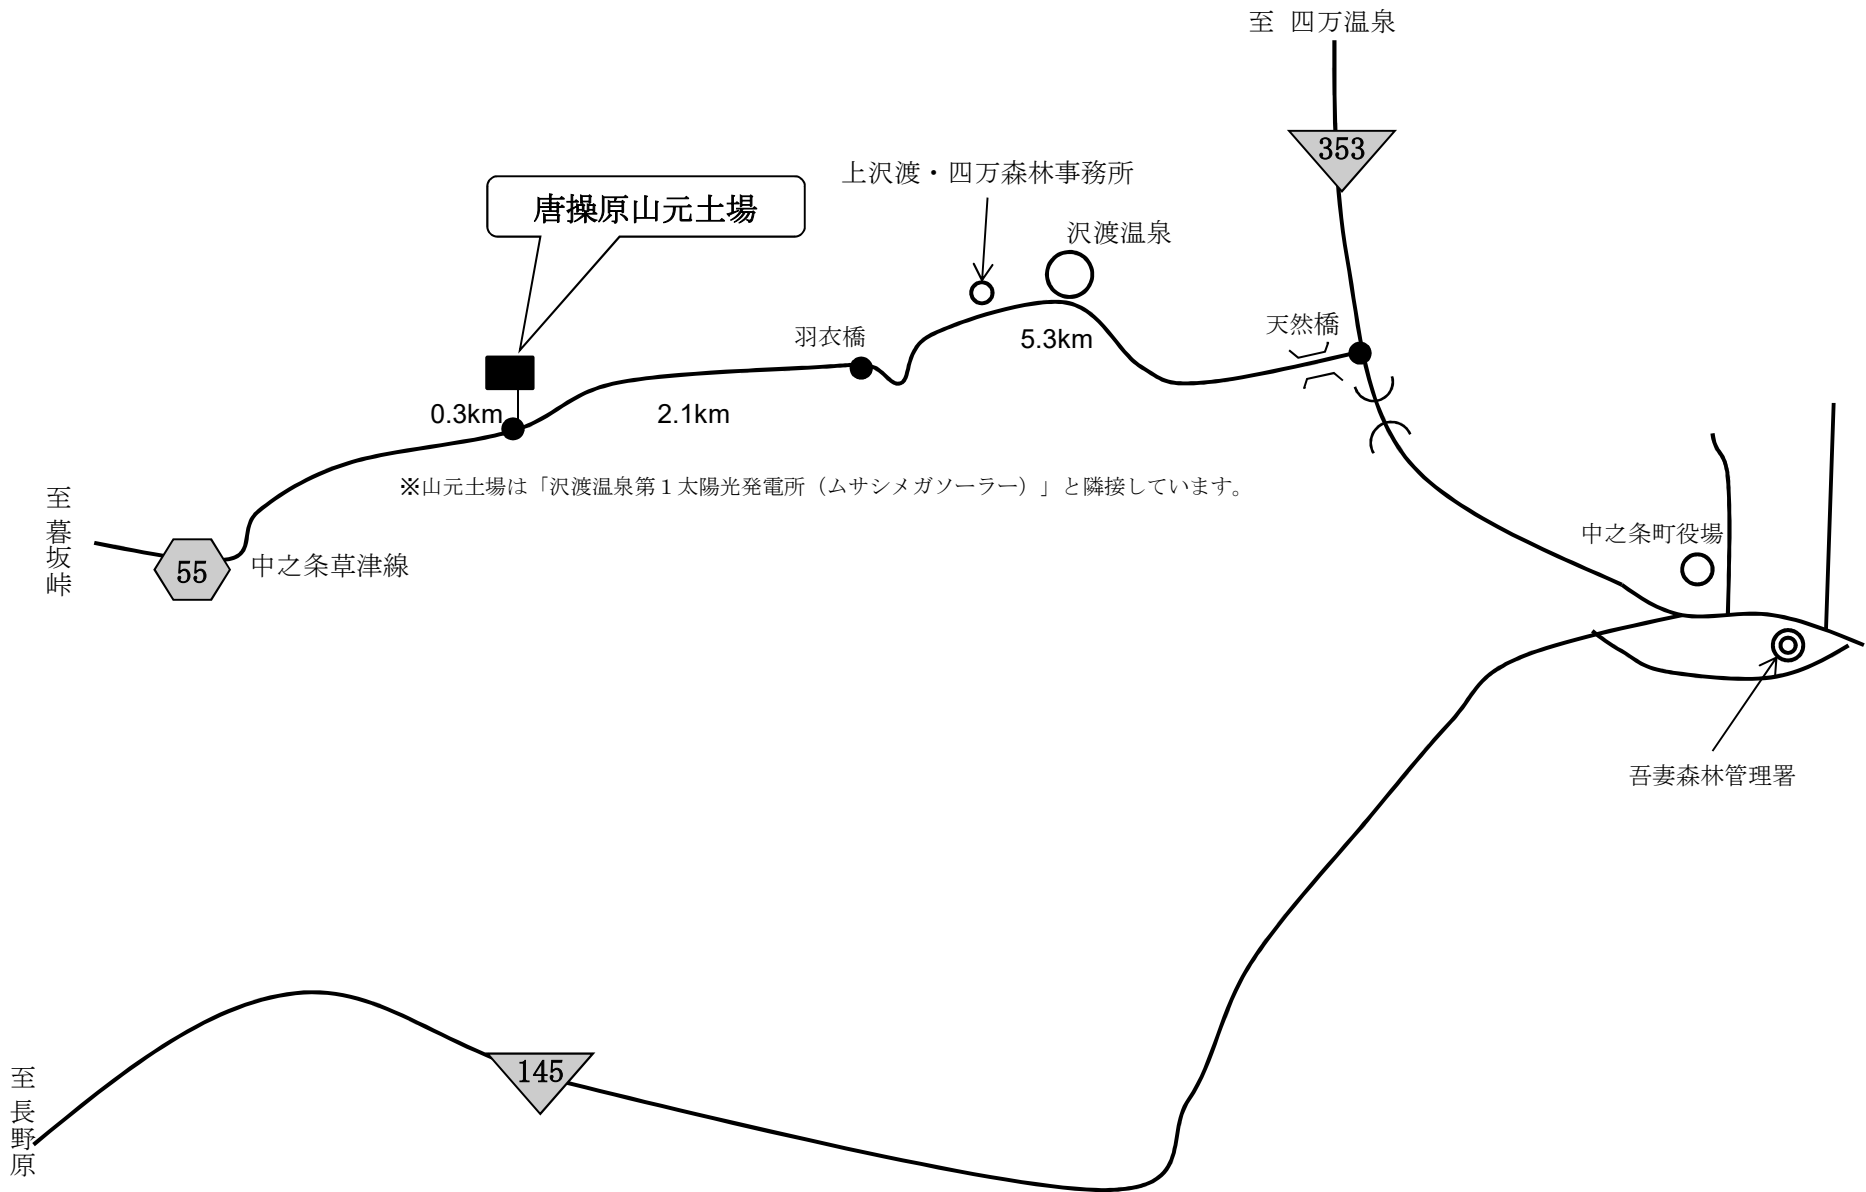 至 四万温泉
353
上沢渡・四万森林事務所
唐操原山元土場
沢渡温泉
天然橋
羽衣橋
5.3km
0.3km
2.1km
※山元土場は「沢渡温泉第１太陽光発電所（ムサシメガソーラー）」と隣接しています。
至 暮坂峠
中之条町役場
55
中之条草津線
吾妻森林管理署
145
至 長野原